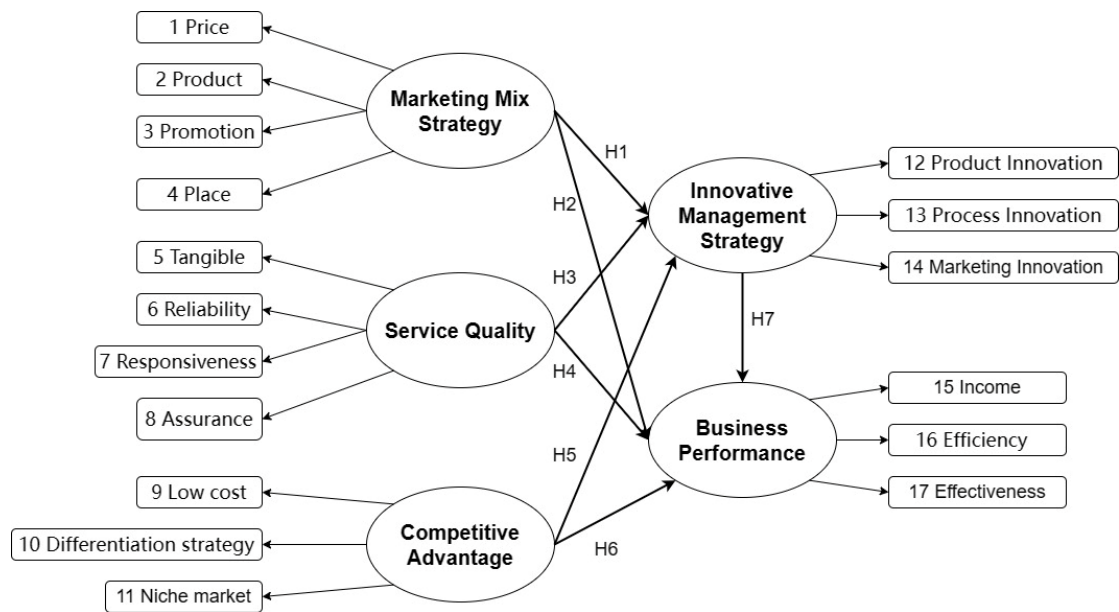 1 Price
2 Product
3 Promotion
4 Place
Marketing Mix
Strategy
5 Tangible
6 Reliability
7 Responsiveness
8 Assurance
Service Quality
9 Low cost
10 Differentiation strategy
11 Niche market
Competitive
Advantage
H1
H2
H3
H4
H5
H6
Innovative
Management
Strategy
12 Product Innovation
13 Process Innovation
14 Marketing Innovation
H7
Business
Performance
15 Income
16 Efficiency
17 Effectiveness